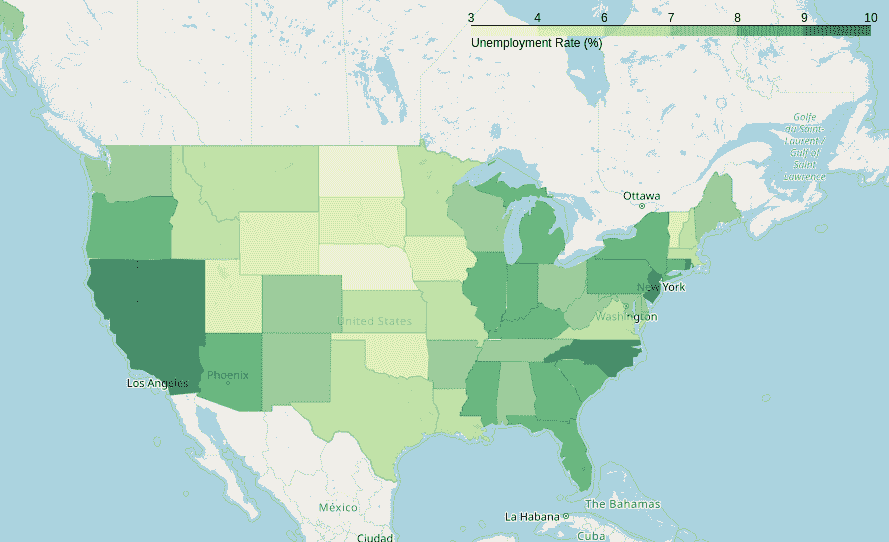 3 4 6 7 8 9 10
Unemployment Rate (%)
Golfe
du Saint-
Laurent /
Gulf of
Saint
Lawrence
Ottawa
New York
Washington
United States
Phoenix
Los Angeles
The Bahamas
México
La Habana
Cuba
Ciudad